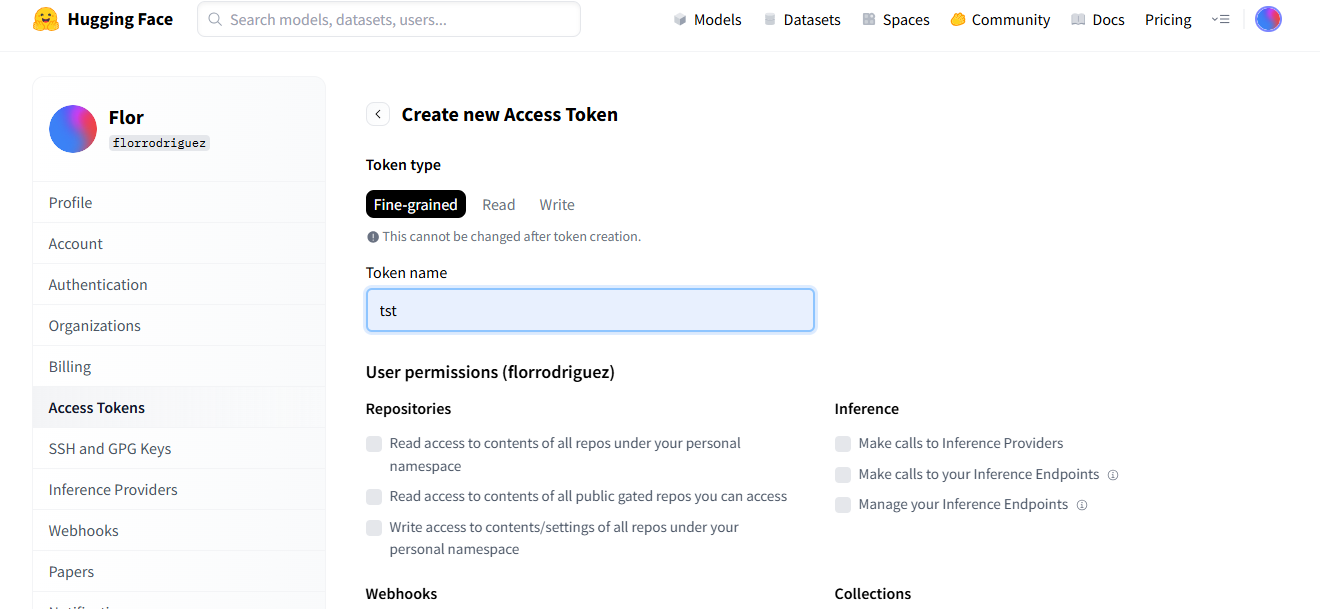 Hugging Face
Search models, datasets, users...
Models
Datasets
Spaces
Community
Docs
Pricing
Flor
florrodriguez
Profile
Account
Authentication
Organizations
Billing
Access Tokens
SSH and GPG Keys
Inference Providers
Webhooks
Papers
Create new Access Token
Token type
Fine-grained
Read
Write
This cannot be changed after token creation.
Token name
tst
User permissions (florrodriguez)
Repositories
Read access to contents of all repos under your personal
namespace
Read access to contents of all public gated repos you can access
Write access to contents/settings of all repos under your
personal namespace
Inference
Make calls to Inference Providers
Make calls to your Inference Endpoints
Manage your Inference Endpoints
Webhooks
Collections